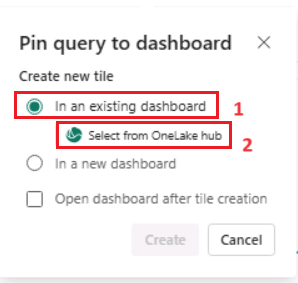 Pin query to dashboard
Create new tile
In an existing dashboard 1
Select from OneLake hub 2
In a new dashboard
Open dashboard after tile creation
Create Cancel